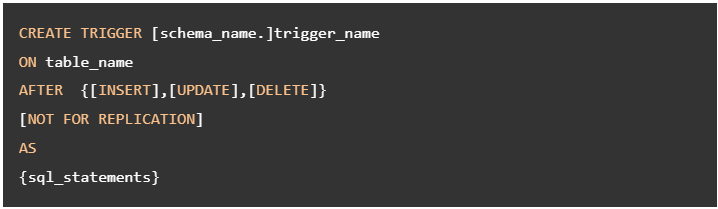 CREATE TRIGGER [schema_name.]trigger_name
ON table_name
AFTER  {[INSERT],[UPDATE],[DELETE]}
[NOT FOR REPLICATION]
AS
{sql_statements}